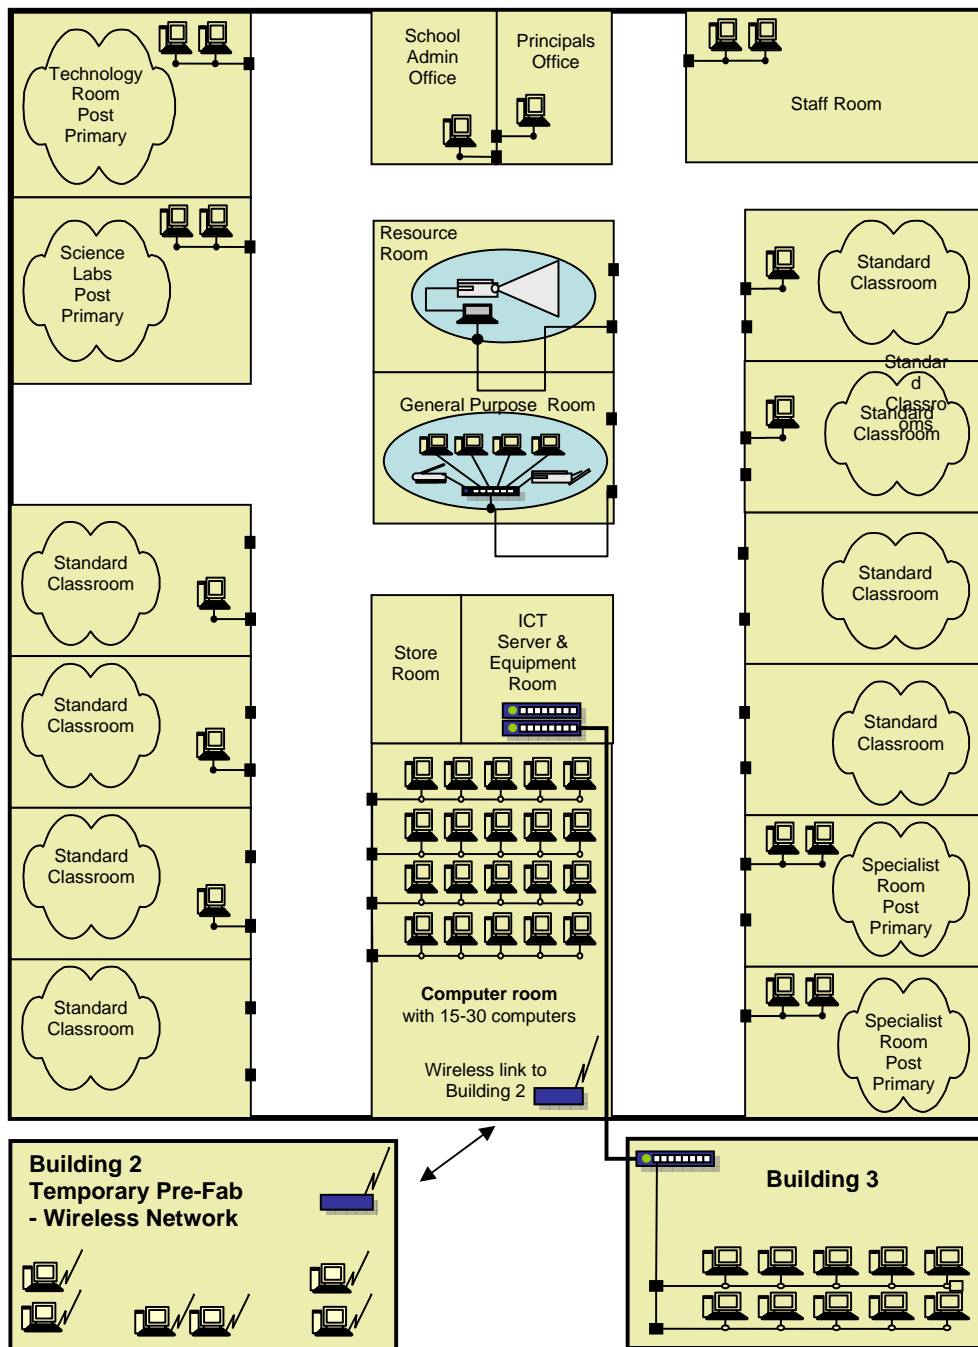 Technology
Room
Post
Primary
School
Admin
Office
Principals
Office
Staff Room
Science
Labs
Post
Primary
Resource
Room
Standard
Classroom
General Purpose Room
Standar
d
Classro
oms
Standard
Classroom
Standard
Classroom
Standard
Classroom
Store
Room
ICT
Server &
Equipment
Room
Standard
Classroom
Standard
Classroom
Standard
Classroom
Specialist
Room
Post
Primary
Standard
Classroom
Computer room
with 15-30 computers
Specialist
Room
Post
Primary
Wireless link to
Building 2
Building 2
Temporary Pre-Fab
- Wireless Network
Building 3